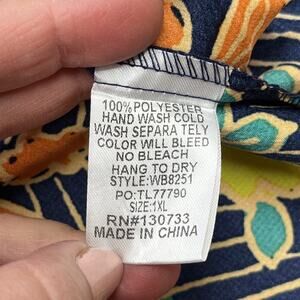 100% POLYESTER
HAND WASH COLD
WASH SEPARA TELY
COLOR WILL BLEED
NO BLEACH
HANG TO DRY
STYLE:WB8251
PO:TL77790
SIZE:1XL
RN#130733
MADE IN CHINA